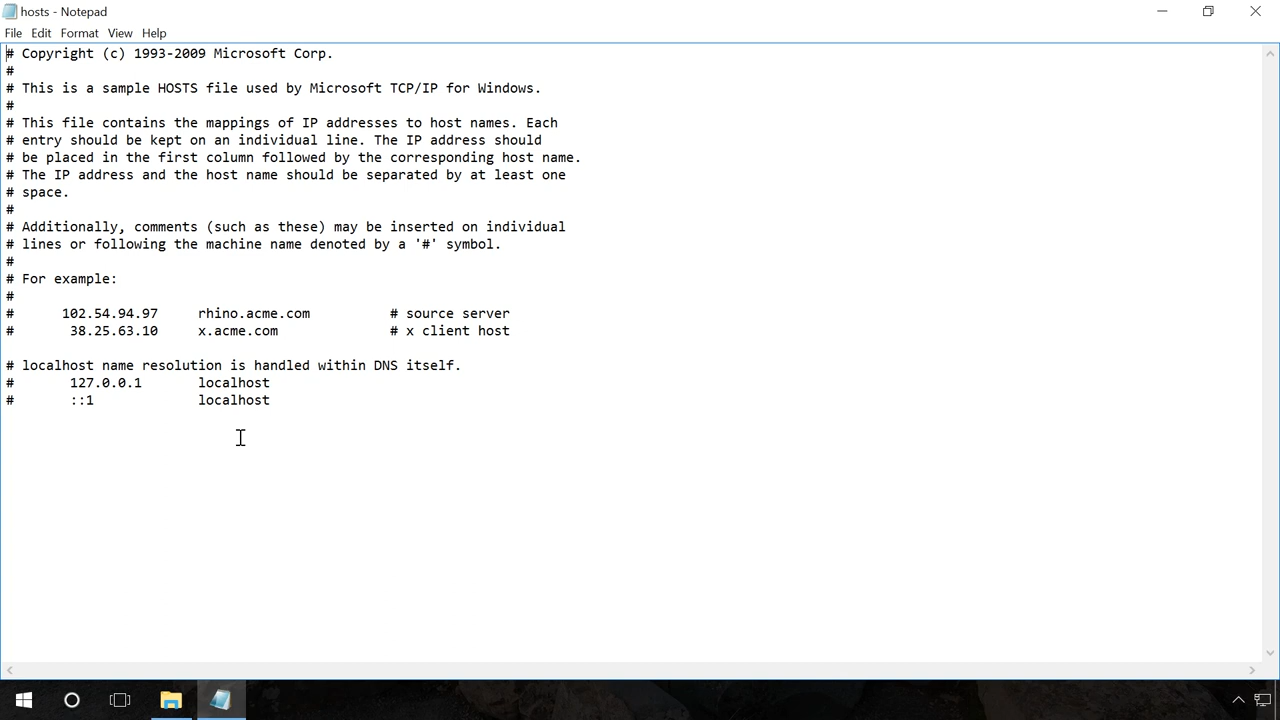 hosts - Notepad
File Edit Format View Help
# Copyright (c) 1993-2009 Microsoft Corp.
#
# This is a sample HOSTS file used by Microsoft TCP/IP for Windows.
#
# This file contains the mappings of IP addresses to host names. Each
# entry should be kept on an individual line. The IP address should
# be placed in the first column followed by the corresponding host name.
# The IP address and the host name should be separated by at least one
# space.
#
# Additionally, comments (such as these) may be inserted on individual
# lines or following the machine name denoted by a '#' symbol.
#
# For example:
#
#      102.54.94.97     rhino.acme.com          # source server
#       38.25.63.10     x.acme.com              # x client host

# localhost name resolution is handled within DNS itself.
#       127.0.0.1       localhost
#       ::1             localhost